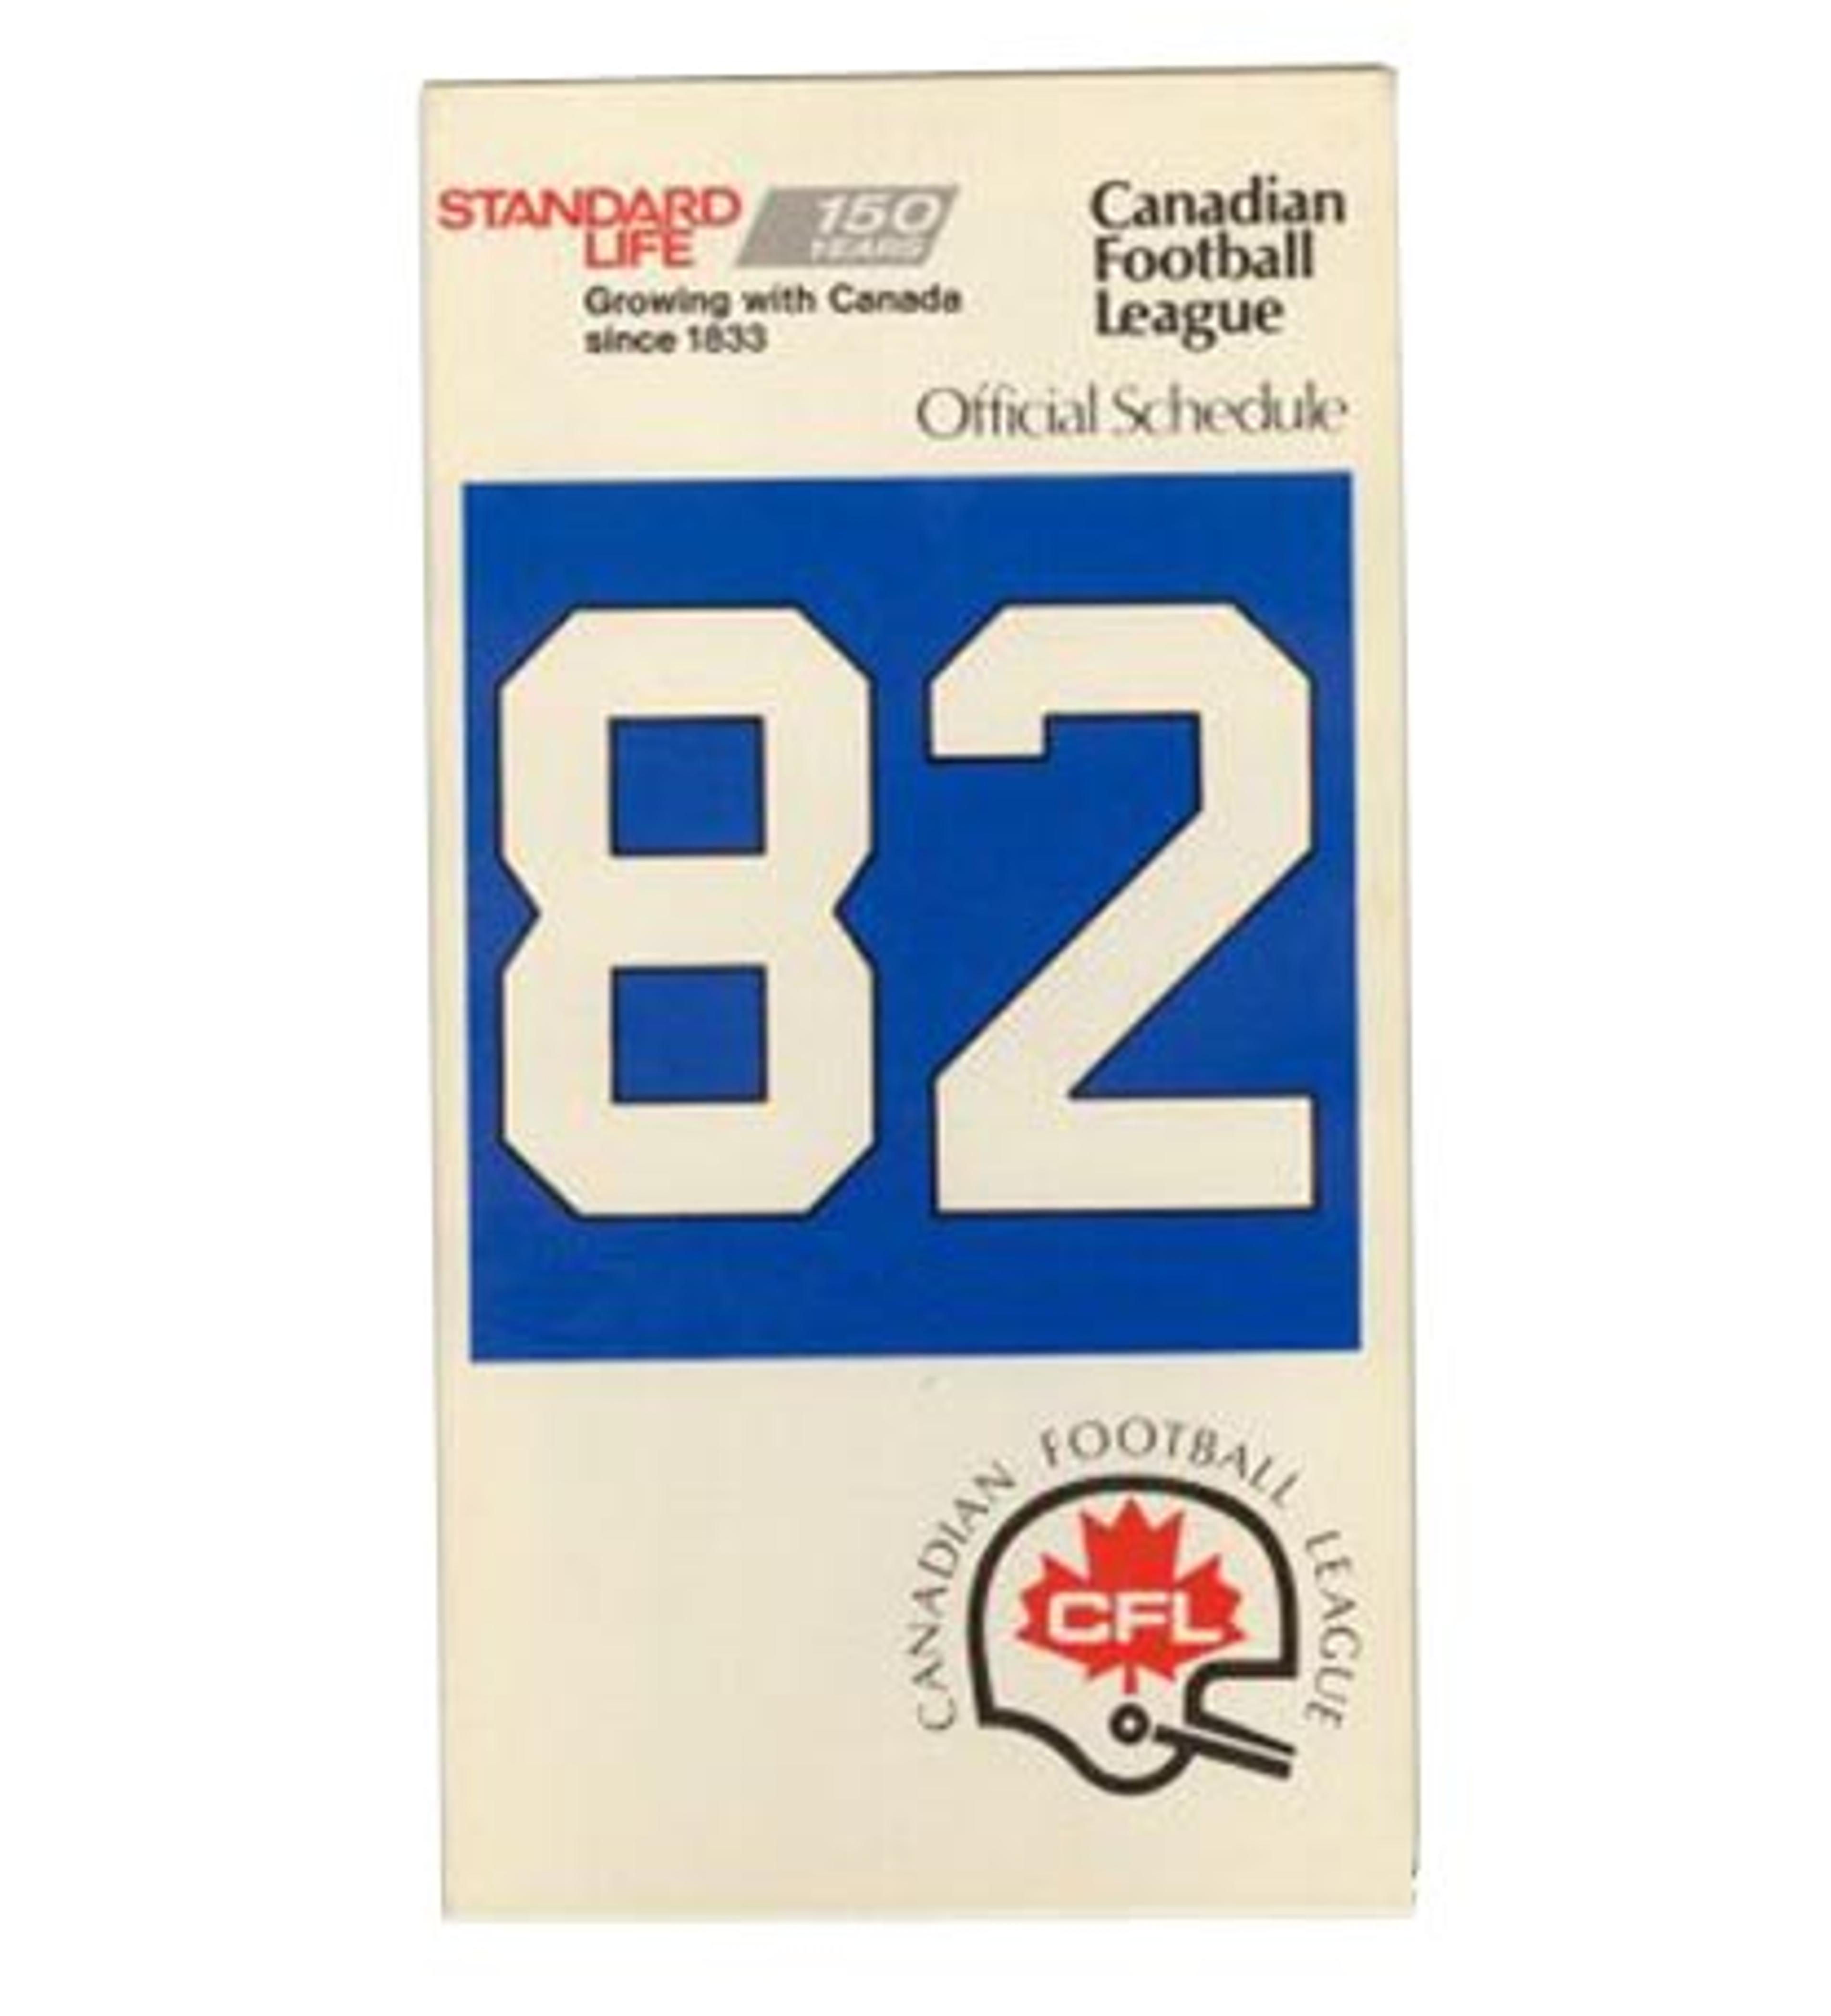 STANDARD
LIFE
150
YEARS
Growing with Canada
since 1833
Canadian
Football
League
Official Schedule
82
CANADIAN FOOTBALL LEAGUE
CFL